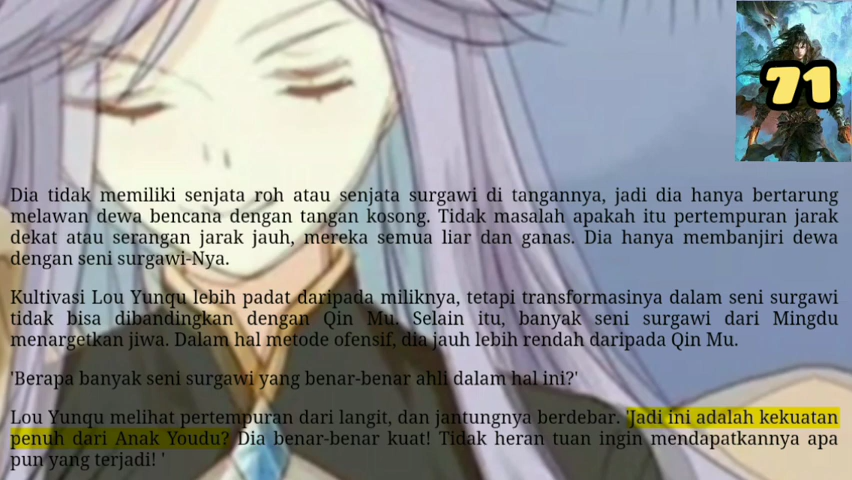 71
Dia tidak memiliki senjata roh atau senjata surgawi di tangannya, jadi dia hanya bertarung
melawan dewa bencana dengan tangan kosong. Tidak masalah apakah itu pertempuran jarak
dekat atau serangan jarak jauh, mereka semua liar dan ganas. Dia hanya membanjiri dewa
dengan seni surgawi-Nya.
Kultivasi Lou Yunqu lebih padat daripada miliknya, tetapi transformasinya dalam seni surgawi
tidak bisa dibandingkan dengan Qin Mu. Selain itu, banyak seni surgawi dari Mingdu
menargetkan jiwa. Dalam hal metode ofensif, dia jauh lebih rendah daripada Qin Mu.
'Berapa banyak seni surgawi yang benar-benar ahli dalam hal ini?'
Lou Yunqu melihat pertempuran dari langit, dan jantungnya berdebar. 'Jadi ini adalah kekuatan
penuh dari Anak Youdu? Dia benar-benar kuat! Tidak heran tuan ingin mendapatkannya apa
pun yang terjadi! '